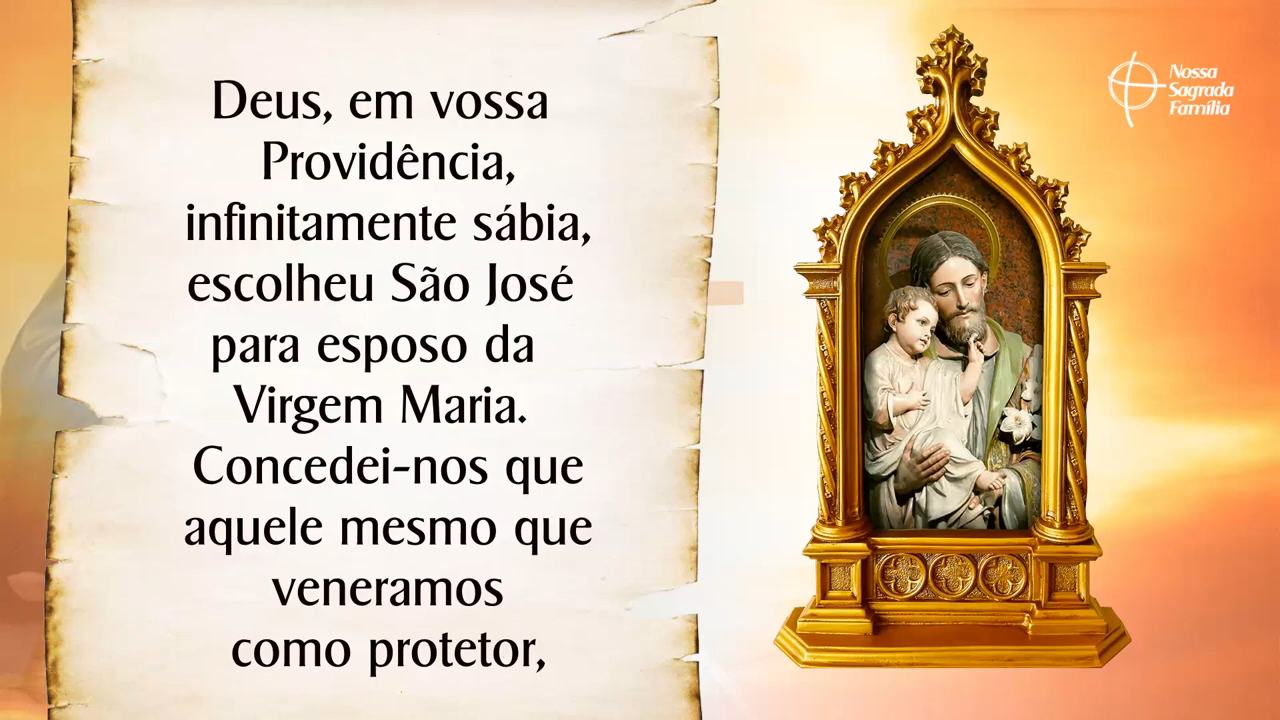 Deus, em vossa
Providência,
infinitamente sábia,
escolheu São José
para esposo da
Virgem Maria.
Concedei-nos que
aquele mesmo que
veneramos
como protetor,
Nossa
Sagrada
Família